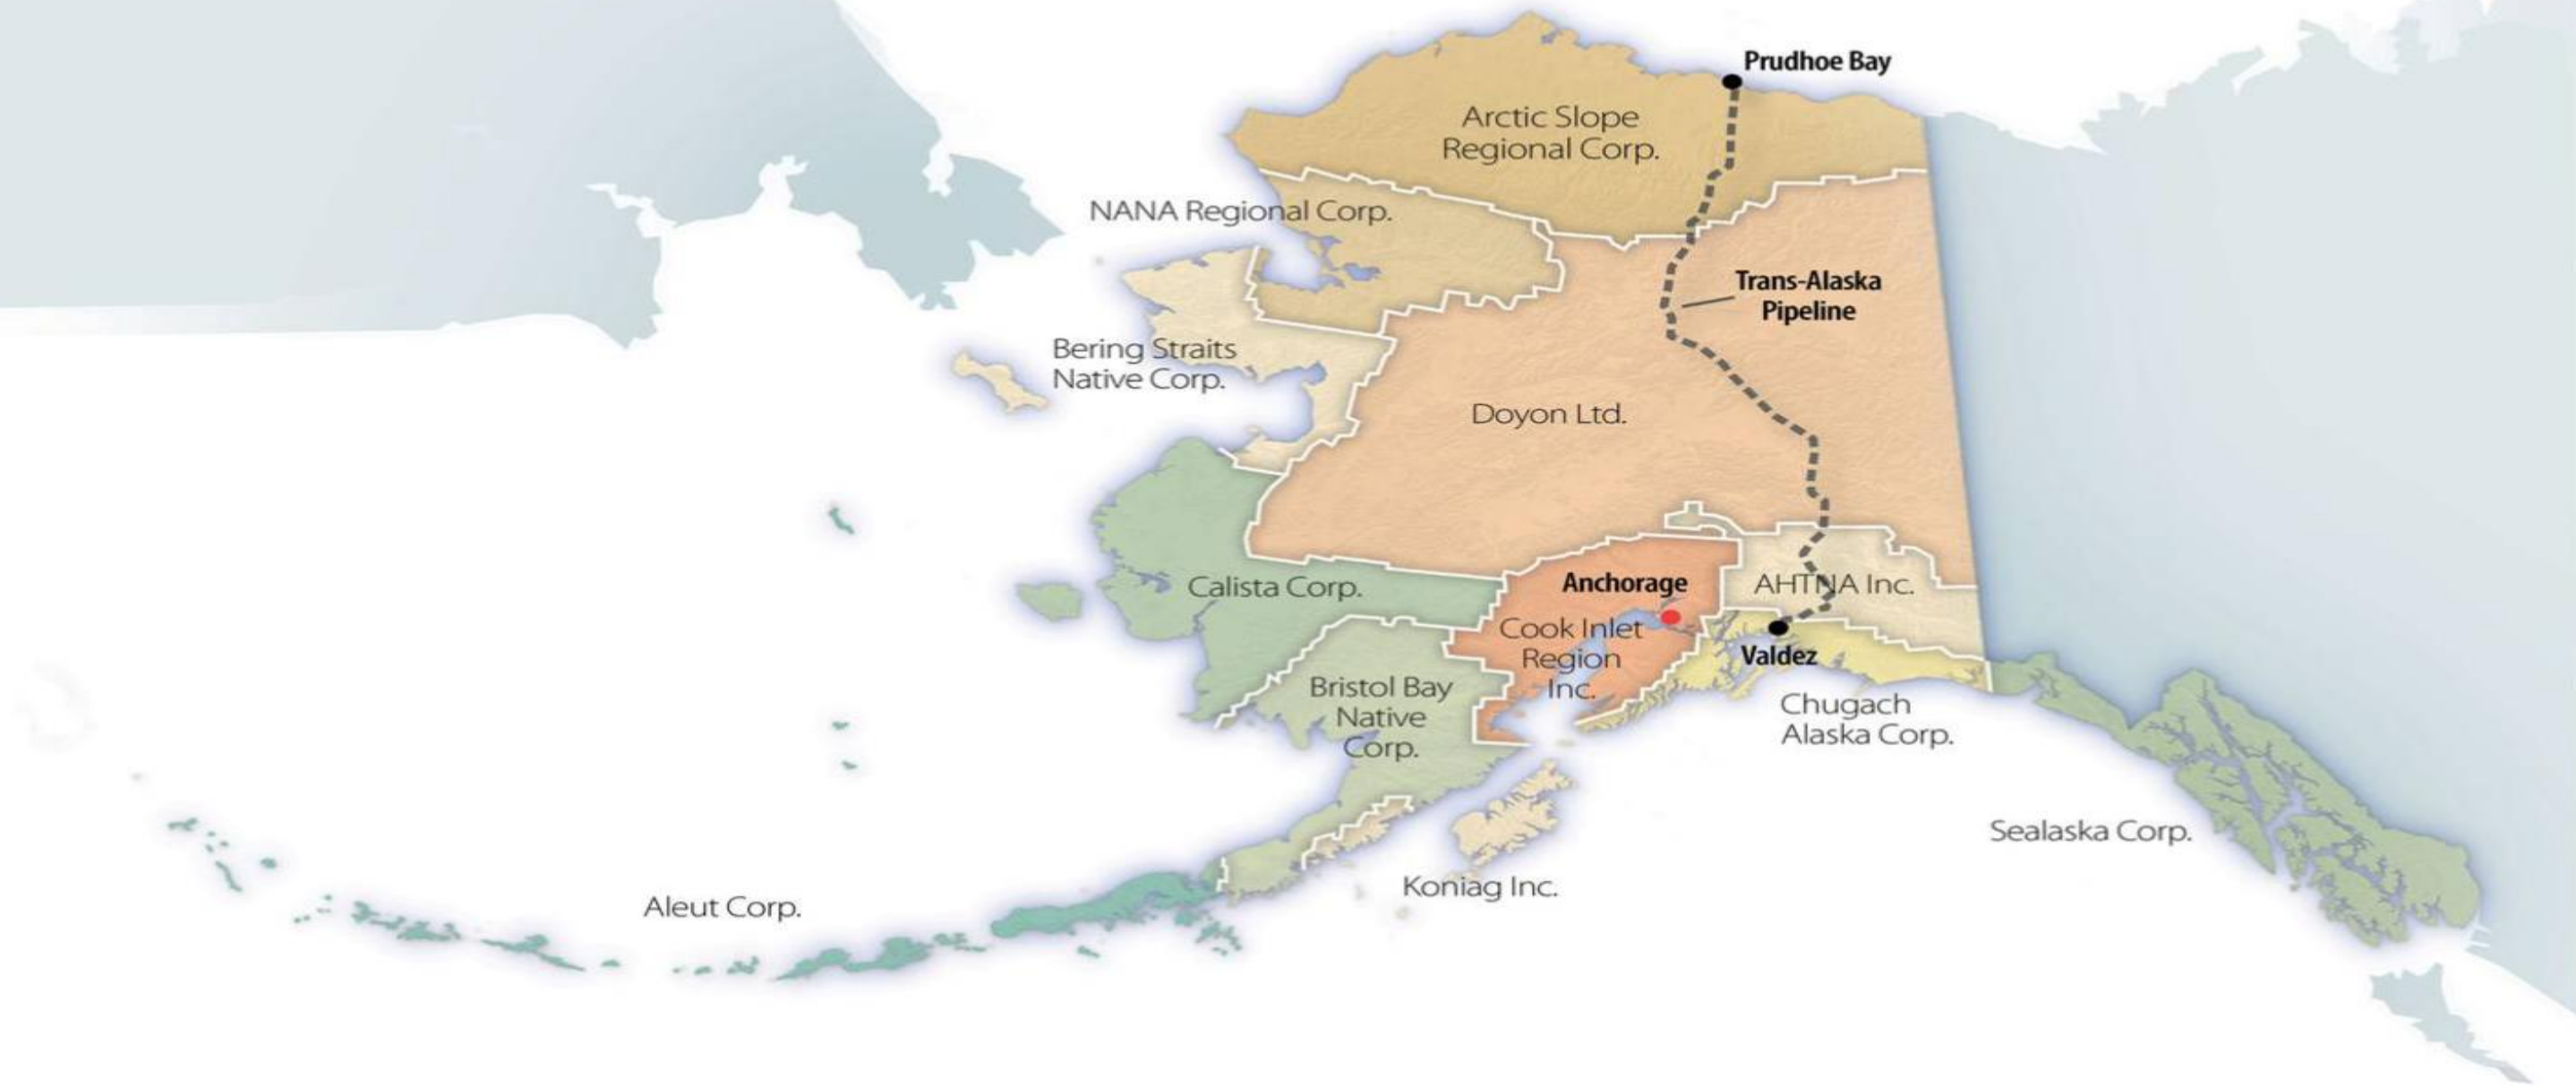 Prudhoe Bay
Arctic Slope
Regional Corp.
NANA Regional Corp.
Trans-Alaska
Pipeline
Bering Straits
Native Corp.
Doyon Ltd.
Anchorage
AHTNA Inc.
Calista Corp.
Cook Inlet
Region
Inc.
Valdez
Bristol Bay
Native
Corp.
Chugach
Alaska Corp.
Sealaska Corp.
Koniag Inc.
Aleut Corp.